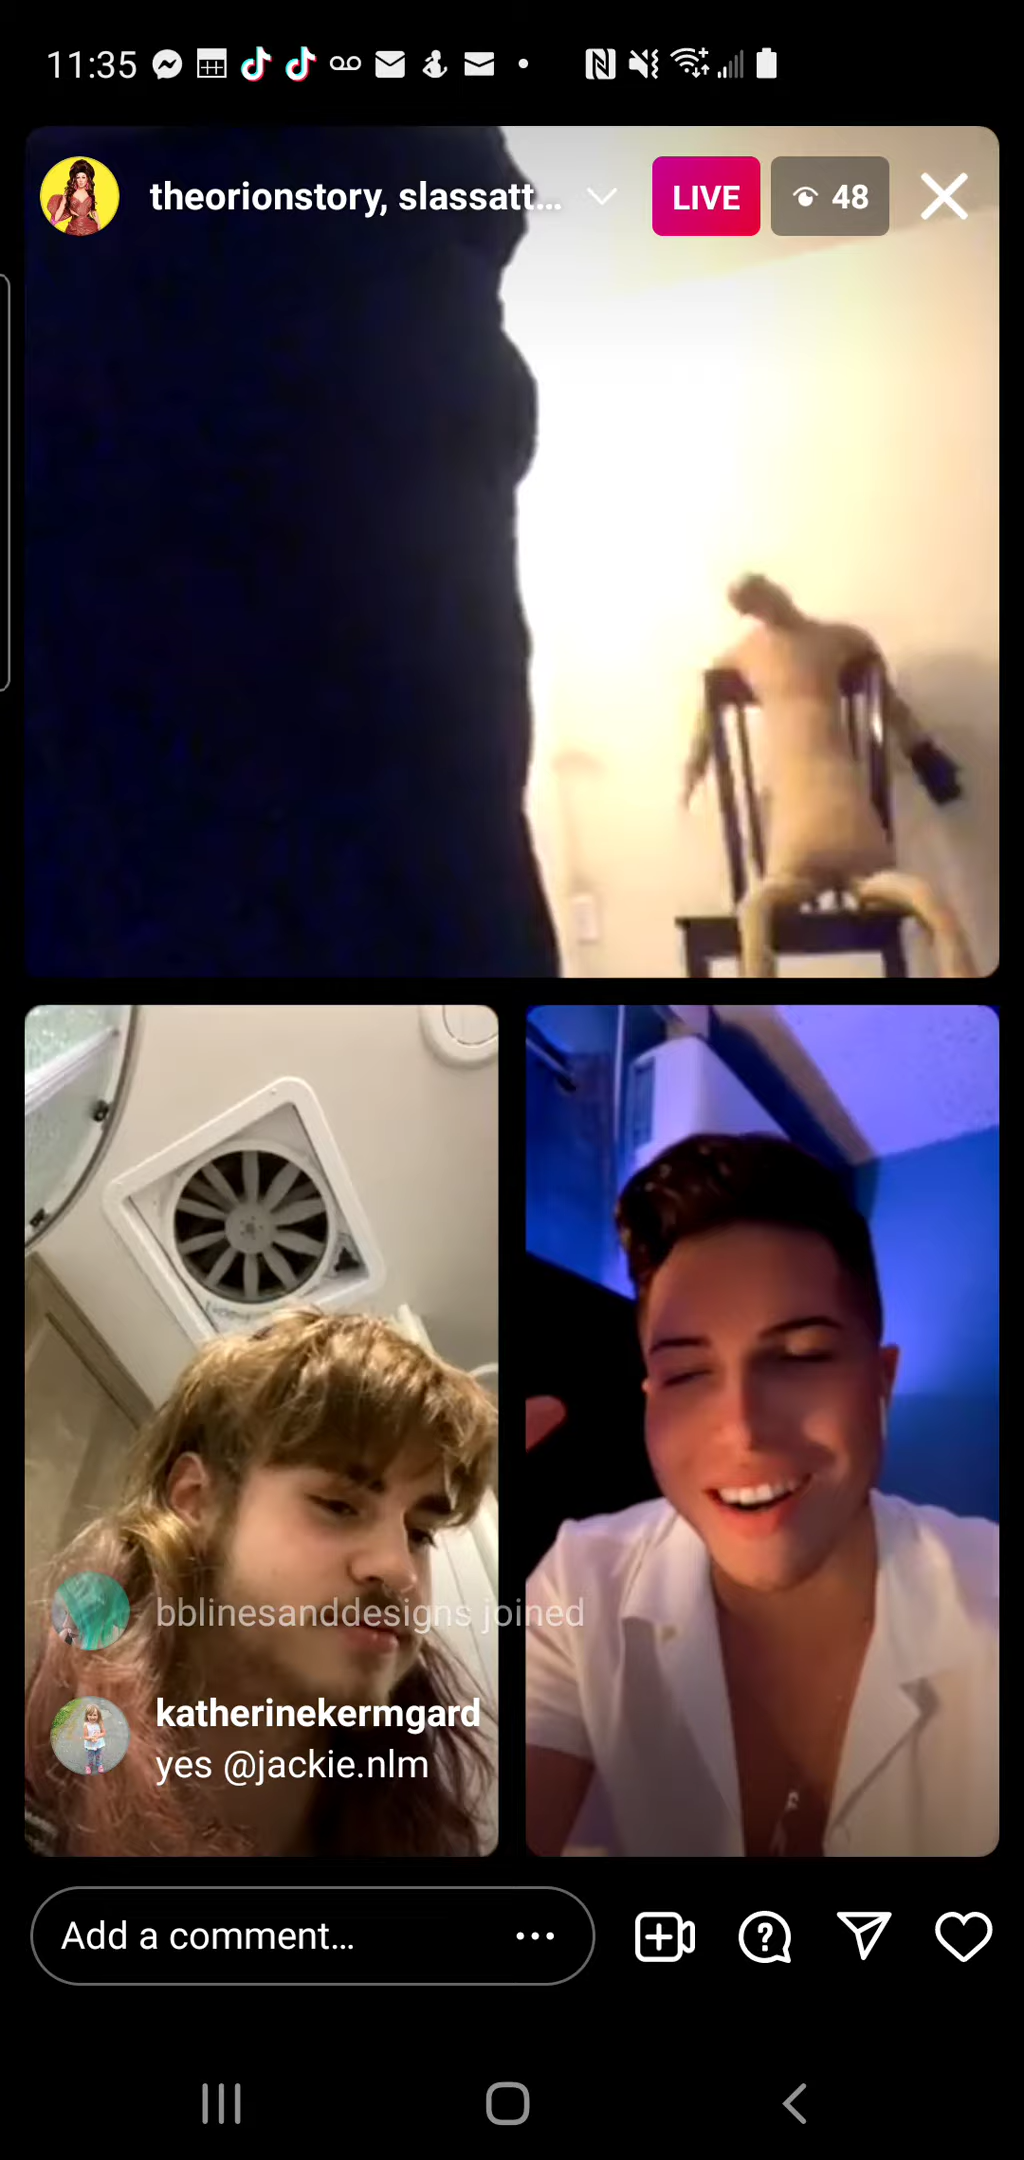 11:35
theorionstory, slassatt...
LIVE
48
bblinesanddesigns joined
katherinekermgard
yes @jackie.nlm
Add a comment...